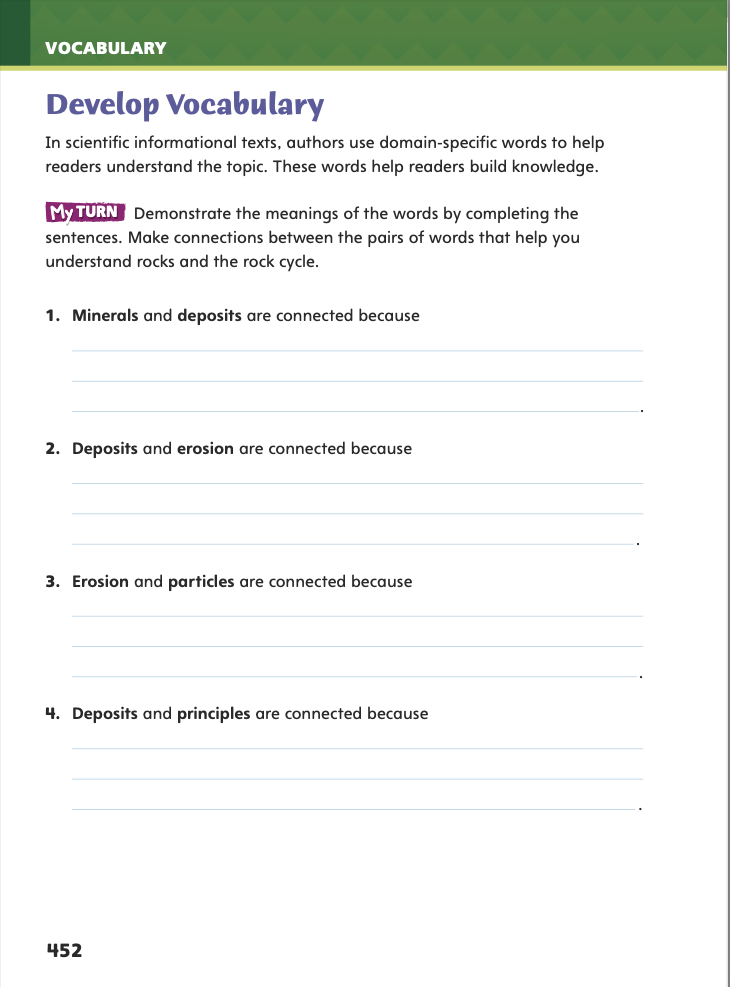 VOCABULARY
Develop Vocabulary
In scientific informational texts, authors use domain-specific words to help
readers understand the topic. These words help readers build knowledge.
My TURN Demonstrate the meanings of the words by completing the
sentences. Make connections between the pairs of words that help you
understand rocks and the rock cycle.
1. Minerals and deposits are connected because
.
2. Deposits and erosion are connected because
.
3. Erosion and particles are connected because
.
4. Deposits and principles are connected because
.
452